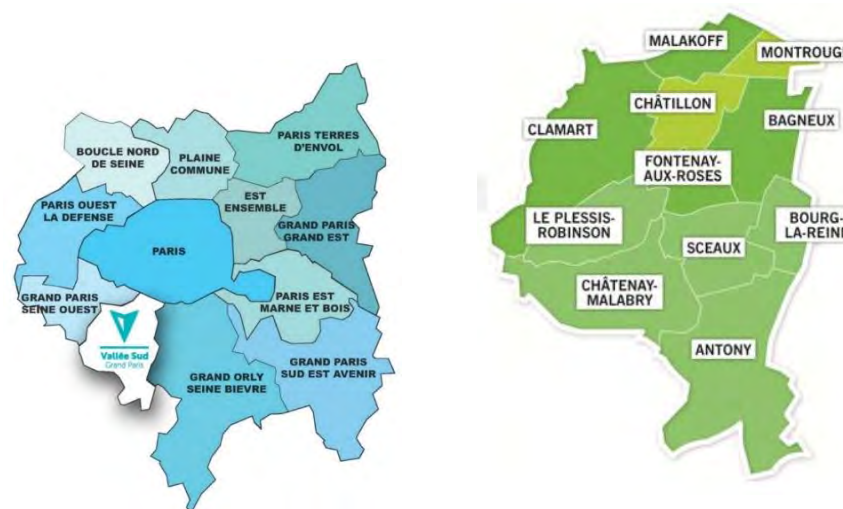 BOUCLE NORD
DE SEINE
PLAINE
COMMUNE
PARIS TERRES
D'ENVOL
PARIS OUEST
LA DEFENSE
EST
ENSEMBLE
GRAND PARIS
GRAND EST
PARIS
GRAND PARIS
SEINE OUEST
PARIS EST
MARNE ET BOIS
Vallée Sud
Grand Paris
GRAND ORLY
SEINE BIEVRE
GRAND PARIS
SUD EST AVENIR
MALAKOFF
MONTROUGE
CHÂTILLON
CLAMART
BAGNEUX
FONTENAY-
AUX-ROSES
LE PLESSIS-
ROBINSON
BOURG-
LA-REINE
SCEAUX
CHÂTENAY-
MALABRY
ANTONY